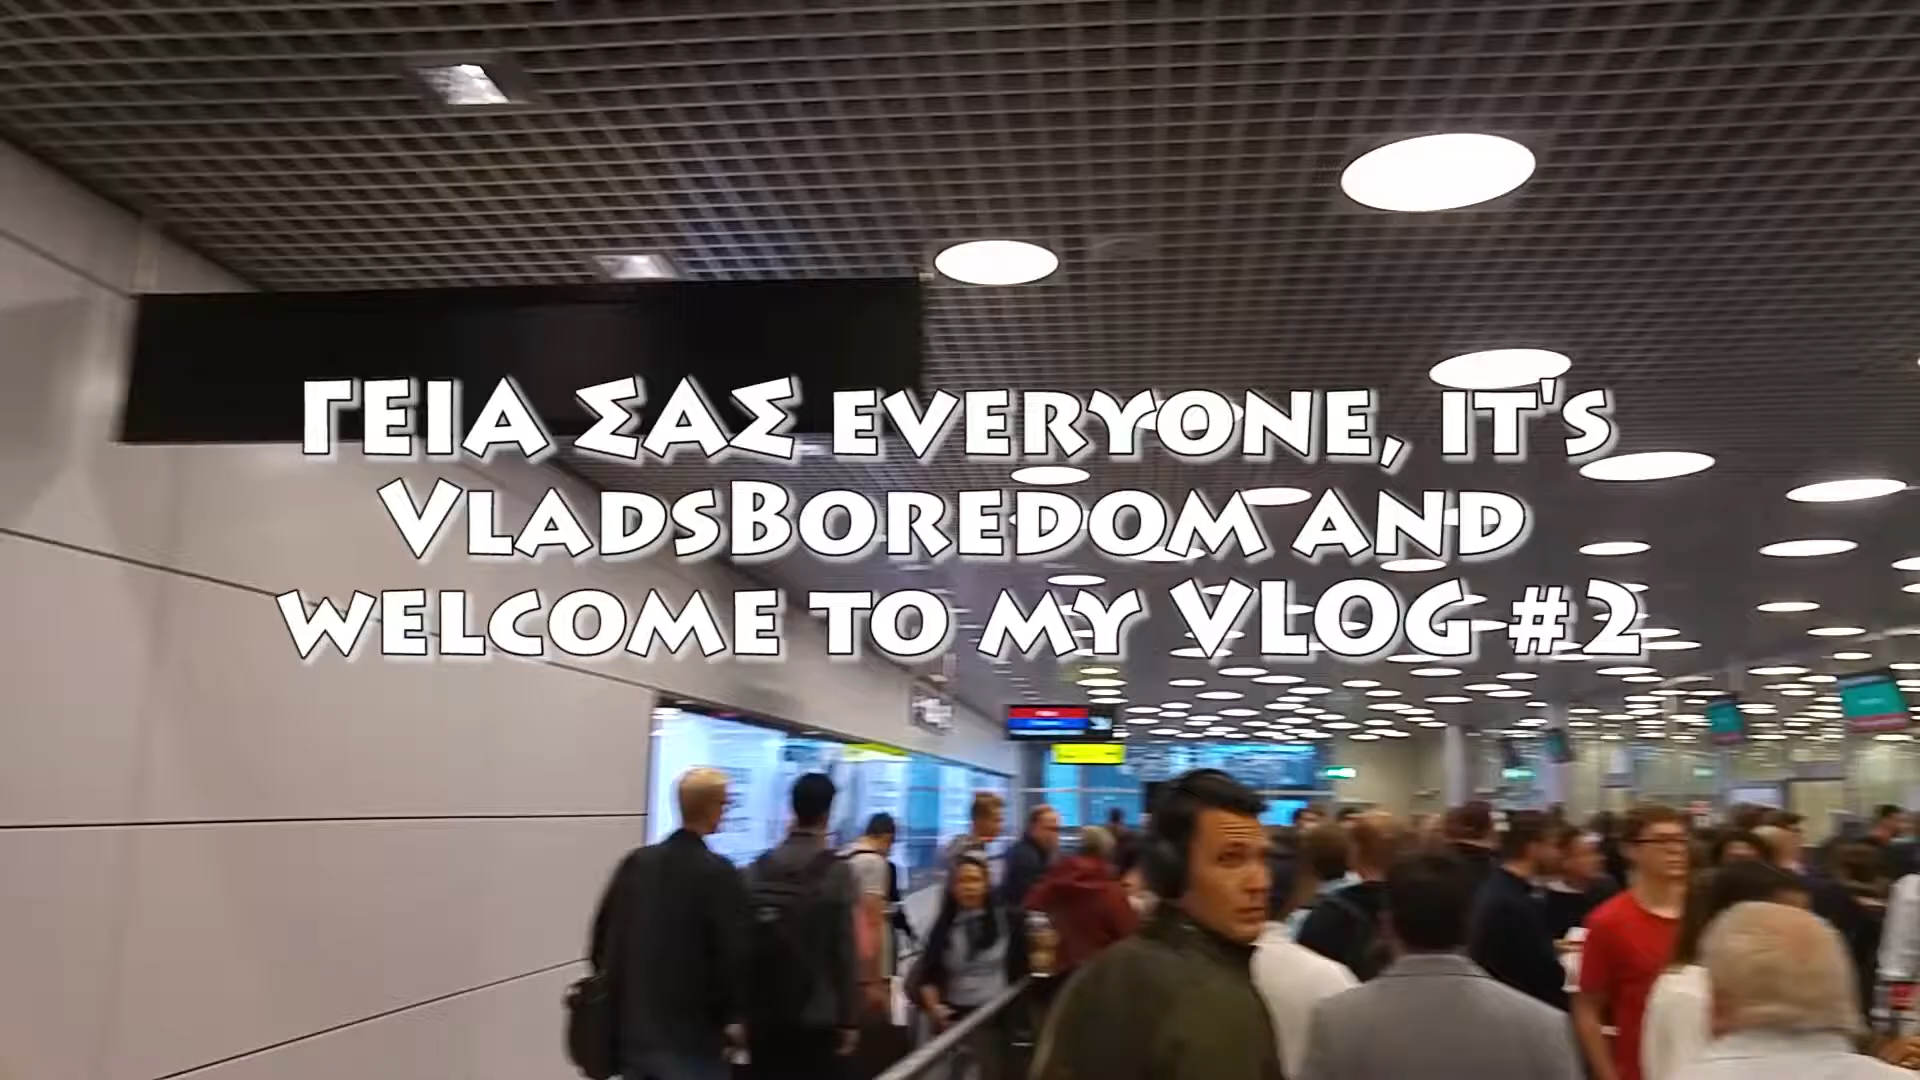 ΓΕΙΑ ΣΑΣ EVERYONE, IT'S
VLADSBOREDOM AND
WELCOME TO MY VLOG #2